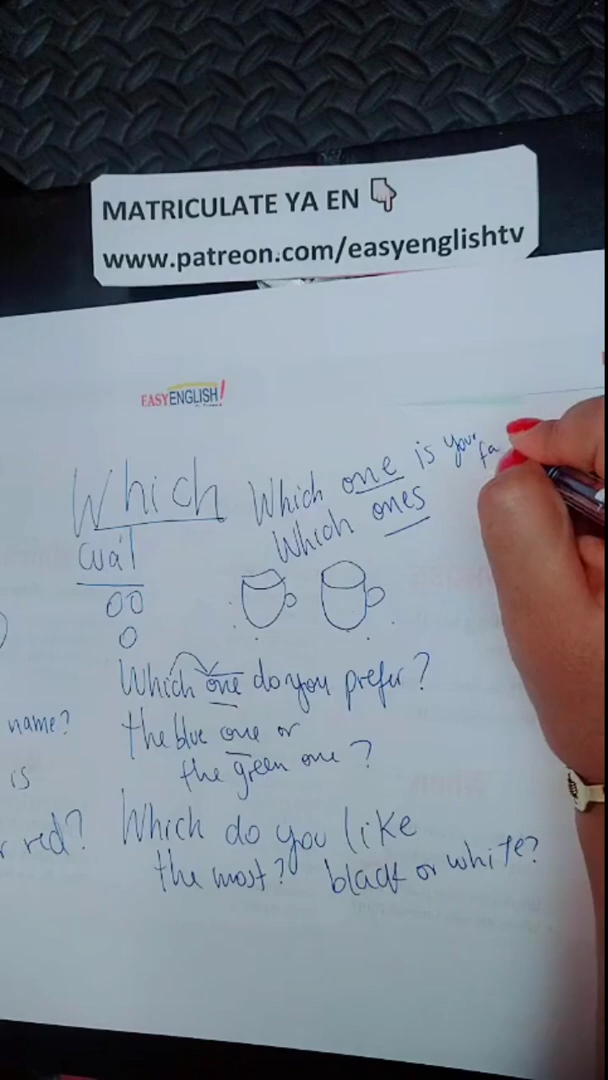 MATRICULATE YA EN
www.patreon.com/easyenglishtv
EASYENGLISH!
Which
Which one is your fa
Which ones
Cuál
Which one do you prefer?
the blue one or
the green one?
name?
is
red?
Which do you like
the most? black or white?